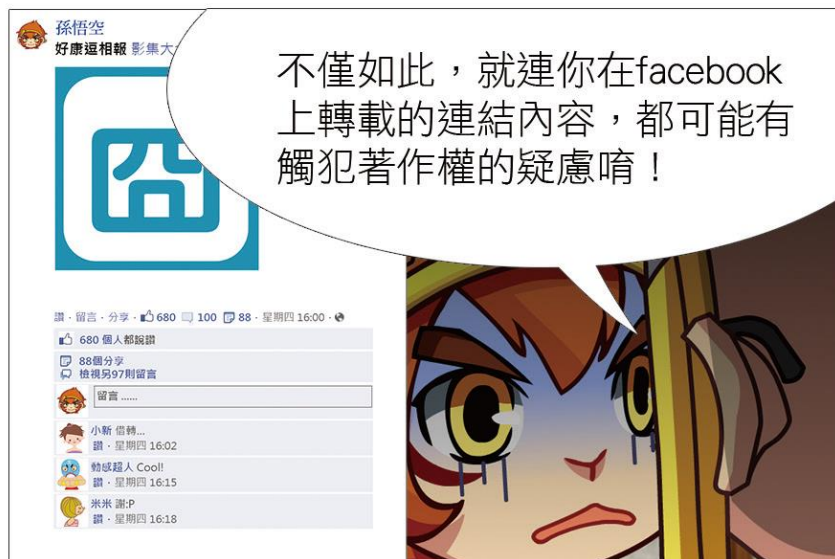 孫悟空
好康逗相報 影集大
囧
不僅如此，就連你在facebook
上轉載的連結內容，都可能有
觸犯著作權的疑慮唷！
讚．留言．分享． 680 100 88．星期四 16:00．
680 個人都說讚
88個分享
檢視另97則留言
留言 ......
小新 借轉...
讚．星期四 16:02
動感超人 Cool!
讚．星期四 16:15
米米 謝:P
讚．星期四 16:18